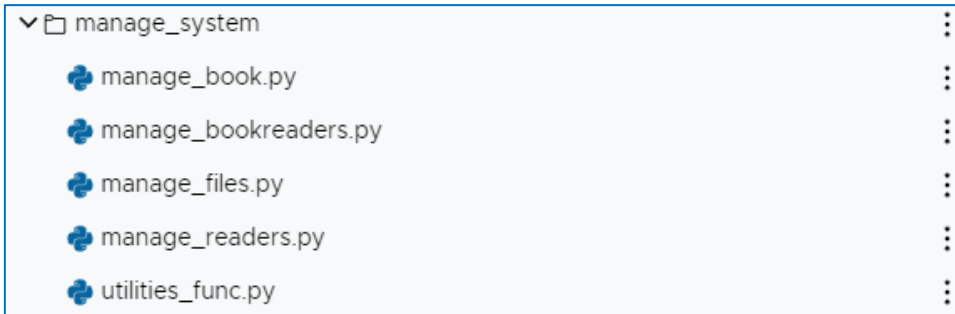 manage_system
manage_book.py
manage_bookreaders.py
manage_files.py
manage_readers.py
utilities_func.py